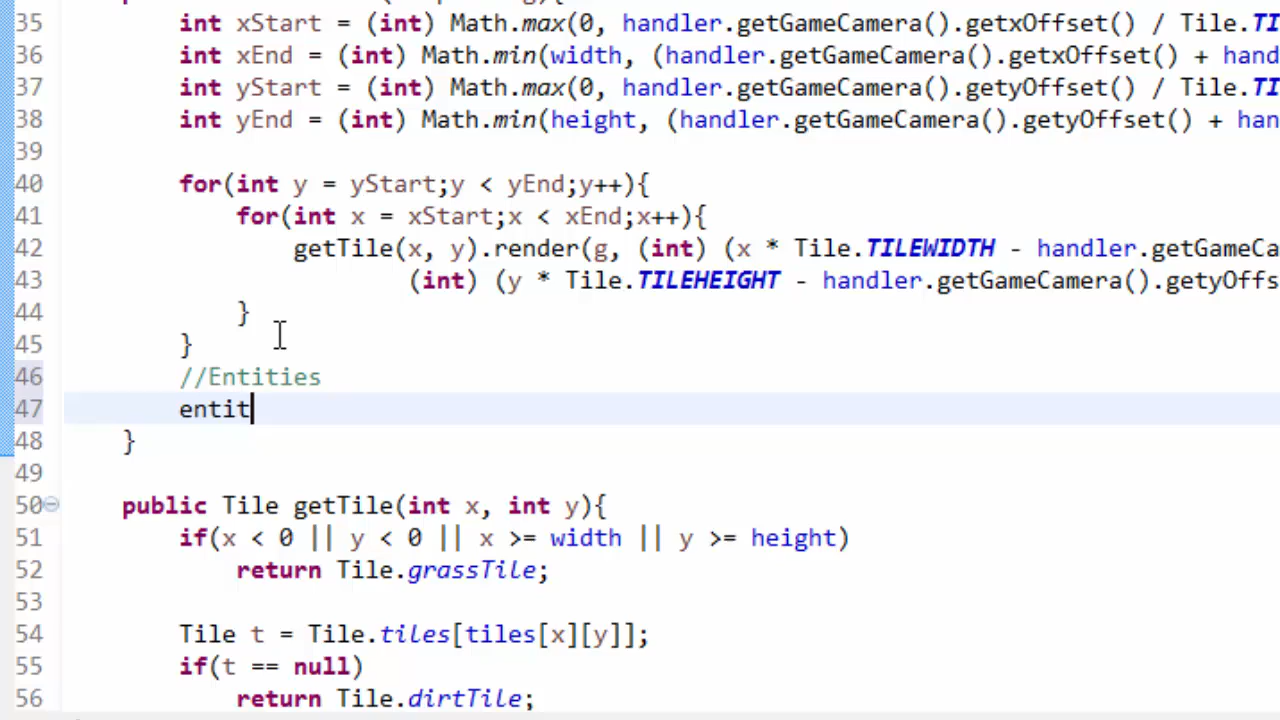 35 int xStart = (int) Math.max(0, handler.getGameCamera().getxOffset() / Tile.TI
36 int xEnd = (int) Math.min(width, (handler.getGameCamera().getxOffset() + hand
37 int yStart = (int) Math.max(0, handler.getGameCamera().getyOffset() / Tile.TI
38 int yEnd = (int) Math.min(height, (handler.getGameCamera().getyOffset() + han
39
40 for(int y = yStart;y < yEnd;y++){
41 for(int x = xStart;x < xEnd;x++){
42 getTile(x, y).render(g, (int) (x * Tile.TILEWIDTH - handler.getGameCa
43 (int) (y * Tile.TILEHEIGHT - handler.getGameCamera().getyOffs
44 }
45 }
46 //Entities
47 entit
48 }
49
50 public Tile getTile(int x, int y){
51 if(x < 0 || y < 0 || x >= width || y >= height)
52 return Tile.grassTile;
53
54 Tile t = Tile.tiles[tiles[x][y]];
55 if(t == null)
56 return Tile.dirtTile;